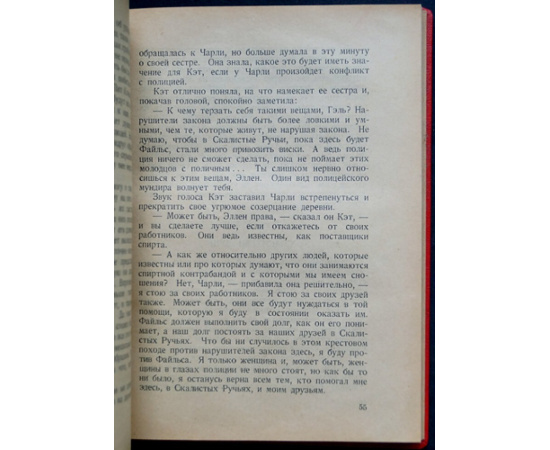 обращалась к Чарли, но больше думала в эту минуту
о своей сестре. Она знала, какое это будет иметь зна-
чение для Кэт, если у Чарли произойдет конфликт
с полицией.
Кэт отлично поняла, на что намекает ее сестра и,
покачав головой, спокойно заметила:
— К чему терзать себя такими вещами, Гэль? На-
рушители закона должны быть более ловкими и ум-
ными, чем те, которые живут, не нарушая закона. Не
думаю, чтобы в Скалистые Ручьи, пока здесь будет
Файльс, стали много привозить виски. А ведь поли-
ция ничего не сможет сделать, пока не поймает этих
молодцов с поличным... Ты слишком нервно отно-
сишься к этим вещам, Эллен. Один вид полицейского
мундира волнует тебя.
Звук голоса Кэт заставил Чарли встрепенуться и
прекратить свое угрюмое созерцание деревни.
— Может быть, Эллен права, — сказал он Кэт, —
и вы сделаете лучше, если откажетесь от своих
работников. Они ведь известны, как поставщики
спирта.
— А как же относительно других людей, которые
известны или про которых думают, что они занимаются
спиртной контрабандой и с которыми мы имеем сно-
шения? Нет, Чарли, — прибавила она решительно, —
я стою за своих работников. Я стою за своих друзей
также. Может быть, они все будут нуждаться в той
помощи, которую я буду в состоянии оказать им.
Файльс должен выполнить свой долг, как он его пони-
мает, а наш долг постоять за наших друзей в Скали-
стых Ручьях. Что бы ни случилось в этом крестовом
походе против нарушителей закона здесь, я буду про-
тив Файльса. Я только женщина и, может быть,
женщины в глазах полиции не много стоят, но как бы то
ни было, я останусь верна всем тем, кто помогал мне
здесь, в Скалистых Ручьях, и моим друзьям.
55